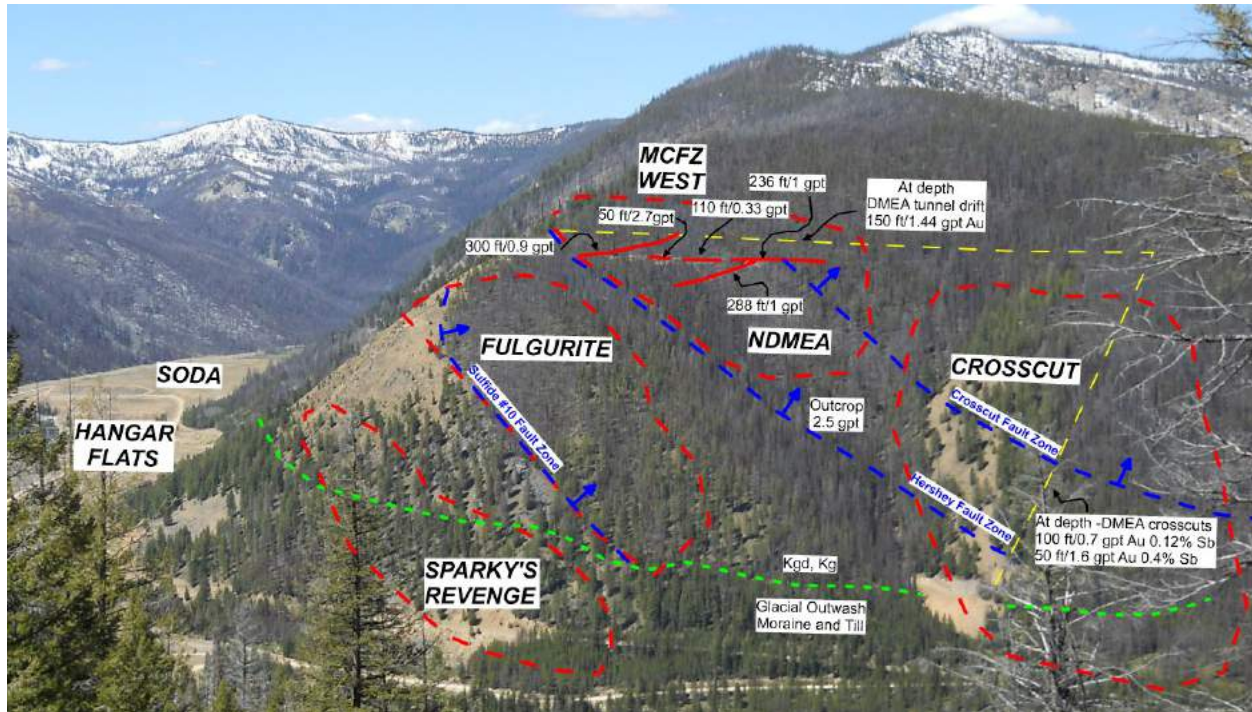 MCFZ
WEST
236 ft/1 gpt
At depth
DMEA tunnel drift
150 ft/1.44 gpt Au
50 ft/2.7gpt
110 ft/0.33 gpt
300 ft/0.9 gpt
288 ft/1 gpt
FULGURITE
NDMEA
CROSSCUT
SODA
HANGAR
FLATS
Sulfide #10 Fault Zone
Outcrop
2.5 gpt
Crosscut Fault Zone
Hershey Fault Zone
At depth -DMEA crosscuts
100 ft/0.7 gpt Au 0.12% Sb
50 ft/1.6 gpt Au 0.4% Sb
SPARKY'S
REVENGE
Kgd, Kg
Glacial Outwash
Moraine and Till